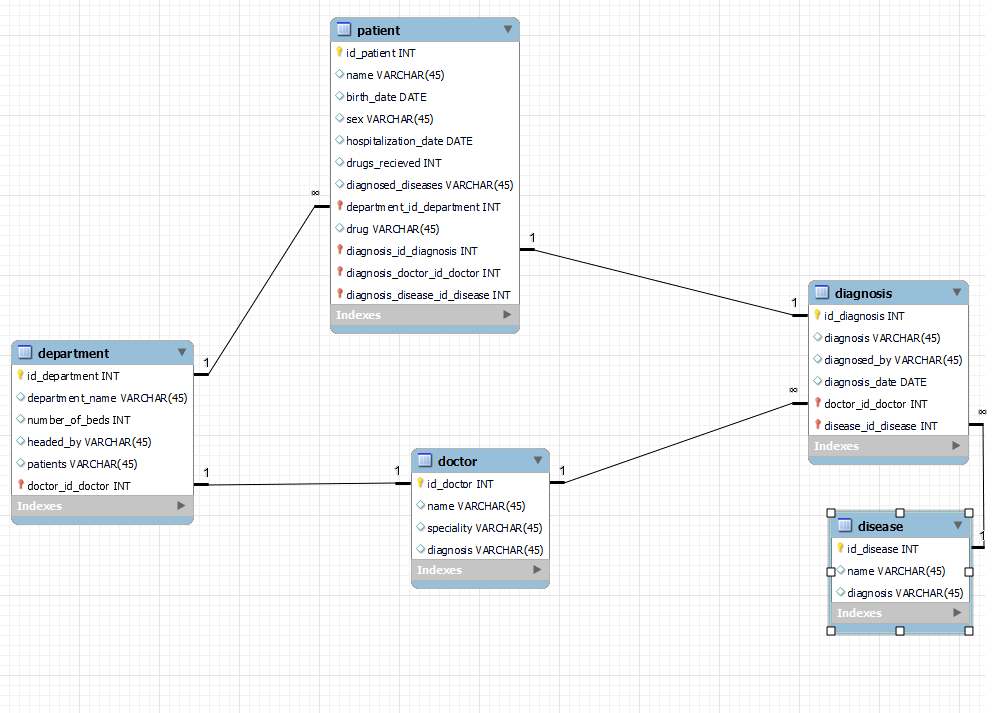 patient
id_patient INT
name VARCHAR(45)
birth_date DATE
sex VARCHAR(45)
hospitalization_date DATE
drugs_recieved INT
diagnosed_diseases VARCHAR(45)
department_id_department INT
drug VARCHAR(45)
diagnosis_id_diagnosis INT
diagnosis_doctor_id_doctor INT
diagnosis_disease_id_disease INT
Indexes
∞
1
1
diagnosis
id_diagnosis INT
diagnosis VARCHAR(45)
diagnosed_by VARCHAR(45)
diagnosis_date DATE
doctor_id_doctor INT
disease_id_disease INT
Indexes
∞
∞
department
id_department INT
department_name VARCHAR(45)
number_of_beds INT
headed_by VARCHAR(45)
patients VARCHAR(45)
doctor_id_doctor INT
Indexes
1
1
1
1
doctor
id_doctor INT
name VARCHAR(45)
speciality VARCHAR(45)
diagnosis VARCHAR(45)
Indexes
disease
id_disease INT
name VARCHAR(45)
diagnosis VARCHAR(45)
Indexes
1